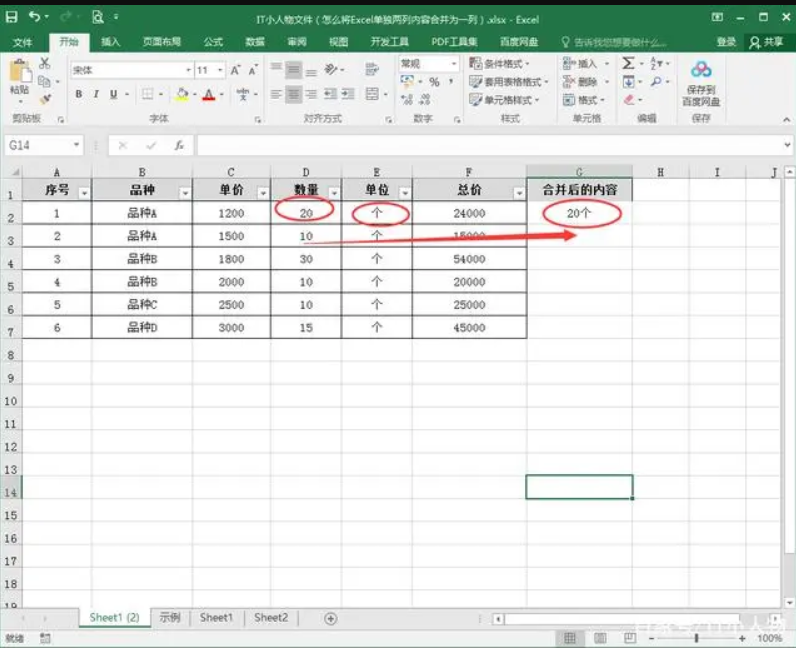 IT小人物文件（怎么将Excel单独两列内容合并为一列）.xlsx - Excel
文件 开始 插入 页面布局 公式 数据 审阅 视图 开发工具 PDF工具集 百度网盘 告诉我您想要做什么... 登录 共享
宋体 11 常规 条件格式 插入
粘贴 B I U % 套用表格格式 删除 保存到
单元格样式 格式 百度网盘
剪贴板 字体 对齐方式 数字 样式 单元格 编辑 保存
G14 fx
A B C D E F G H I J
1 序号 品种 单价 数量 单位 总价 合并后的内容
2 1 品种A 1200 20 个 24000 20个
3 2 品种A 1500 10 个 15000
4 3 品种B 1800 30 个 54000
5 4 品种B 2000 10 个 20000
6 5 品种C 2500 10 个 25000
7 6 品种D 3000 15 个 45000
8
9
10
11
12
13
14
15
16
17
18
19
Sheet1 (2) 示例 Sheet1 Sheet2
就绪 100%